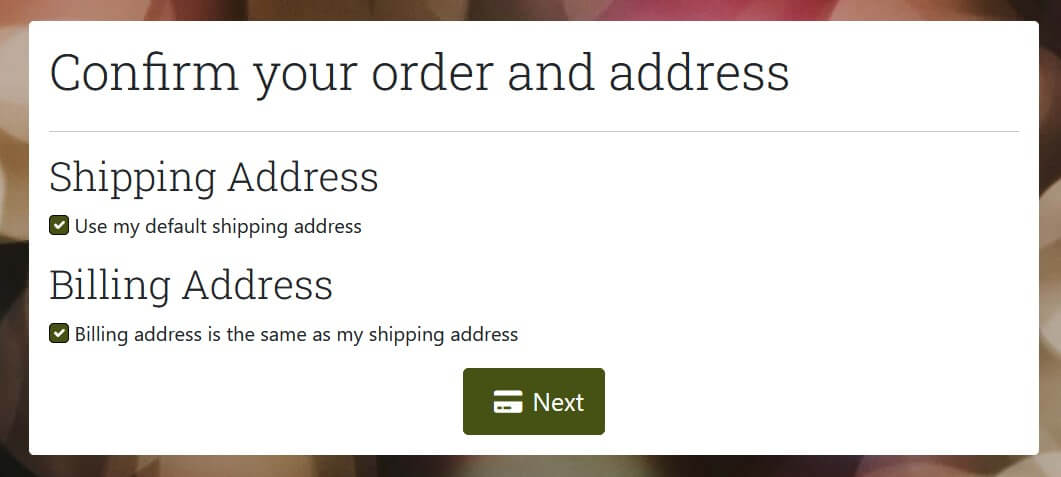 Confirm your order and address
Shipping Address
Use my default shipping address
Billing Address
Billing address is the same as my shipping address
Next